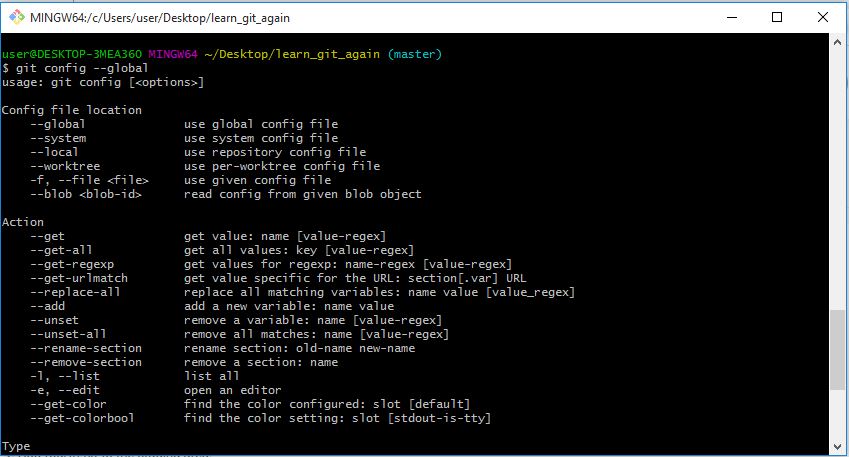 MINGW64:/c/Users/user/Desktop/learn_git_again
user@DESKTOP-3MEA36O MINGW64 ~/Desktop/learn_git_again (master)
$ git config --global
usage: git config [<options>]
Config file location
--global use global config file
--system use system config file
--local use repository config file
--worktree use per-worktree config file
-f, --file <file> use given config file
--blob <blob-id> read config from given blob object
Action
--get get value: name [value-regex]
--get-all get all values: key [value-regex]
--get-regexp get values for regexp: name-regex [value-regex]
--get-urlmatch get value specific for the URL: section[.var] URL
--replace-all replace all matching variables: name value [value_regex]
--add add a new variable: name value
--unset remove a variable: name [value-regex]
--unset-all remove all matches: name [value-regex]
--rename-section rename section: old-name new-name
--remove-section remove a section: name
-l, --list list all
-e, --edit open an editor
--get-color find the color configured: slot [default]
--get-colorbool find the color setting: slot [stdout-is-tty]
Type